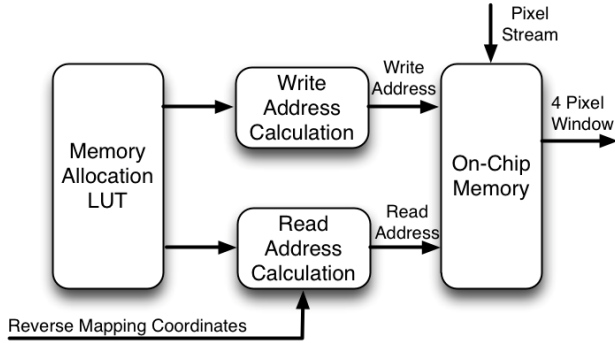 Pixel
Stream
Write
Address
Calculation
Write
Address
4 Pixel
Window
Memory
Allocation
LUT
On-Chip
Memory
Read
Address
Calculation
Read
Address
Reverse Mapping Coordinates